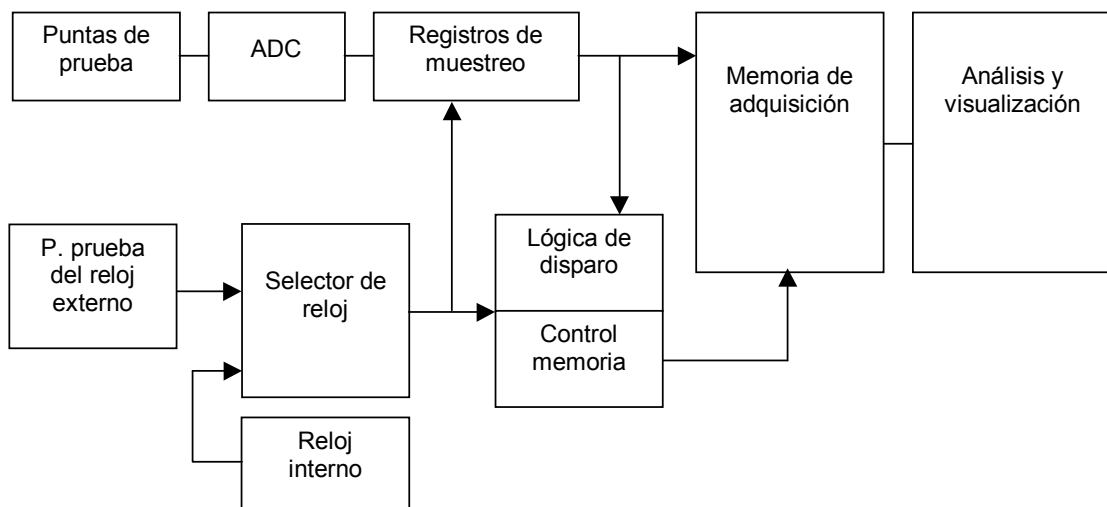 Puntas de
prueba
ADC
Registros de
muestreo
Memoria de
adquisición
Análisis y
visualización
P. prueba
del reloj
externo
Selector de
reloj
Lógica de
disparo
Control
memoria
Reloj
interno